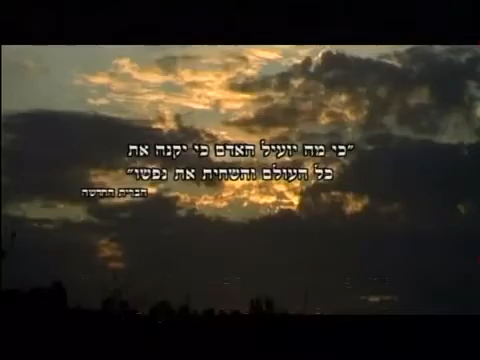 "כי מה יועיל האדם כי יקנה את
כל העולם והשחית את נפשו"
הברית החדשה